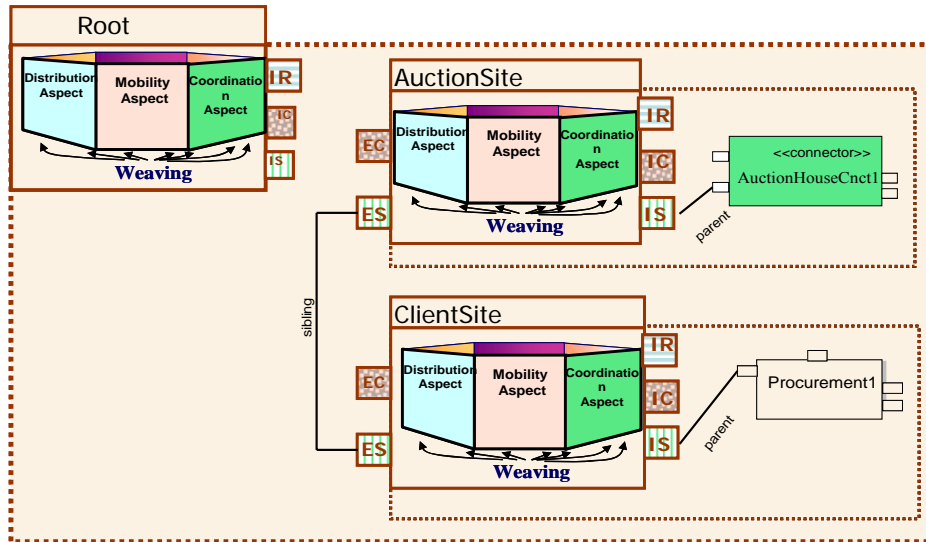 Root
Distribution
Aspect
Mobility
Aspect
Coordinatio
n
Aspect
IR
IC
IS
Weaving
AuctionSite
Distribution
Aspect
Mobility
Aspect
Coordinatio
n
Aspect
EC
ES
IR
IC
IS
Weaving
parent
<<connector>>
AuctionHouseCnct1
sibling
ClientSite
Distribution
Aspect
Mobility
Aspect
Coordinatio
n
Aspect
EC
ES
IR
IC
IS
Weaving
parent
Procurement1